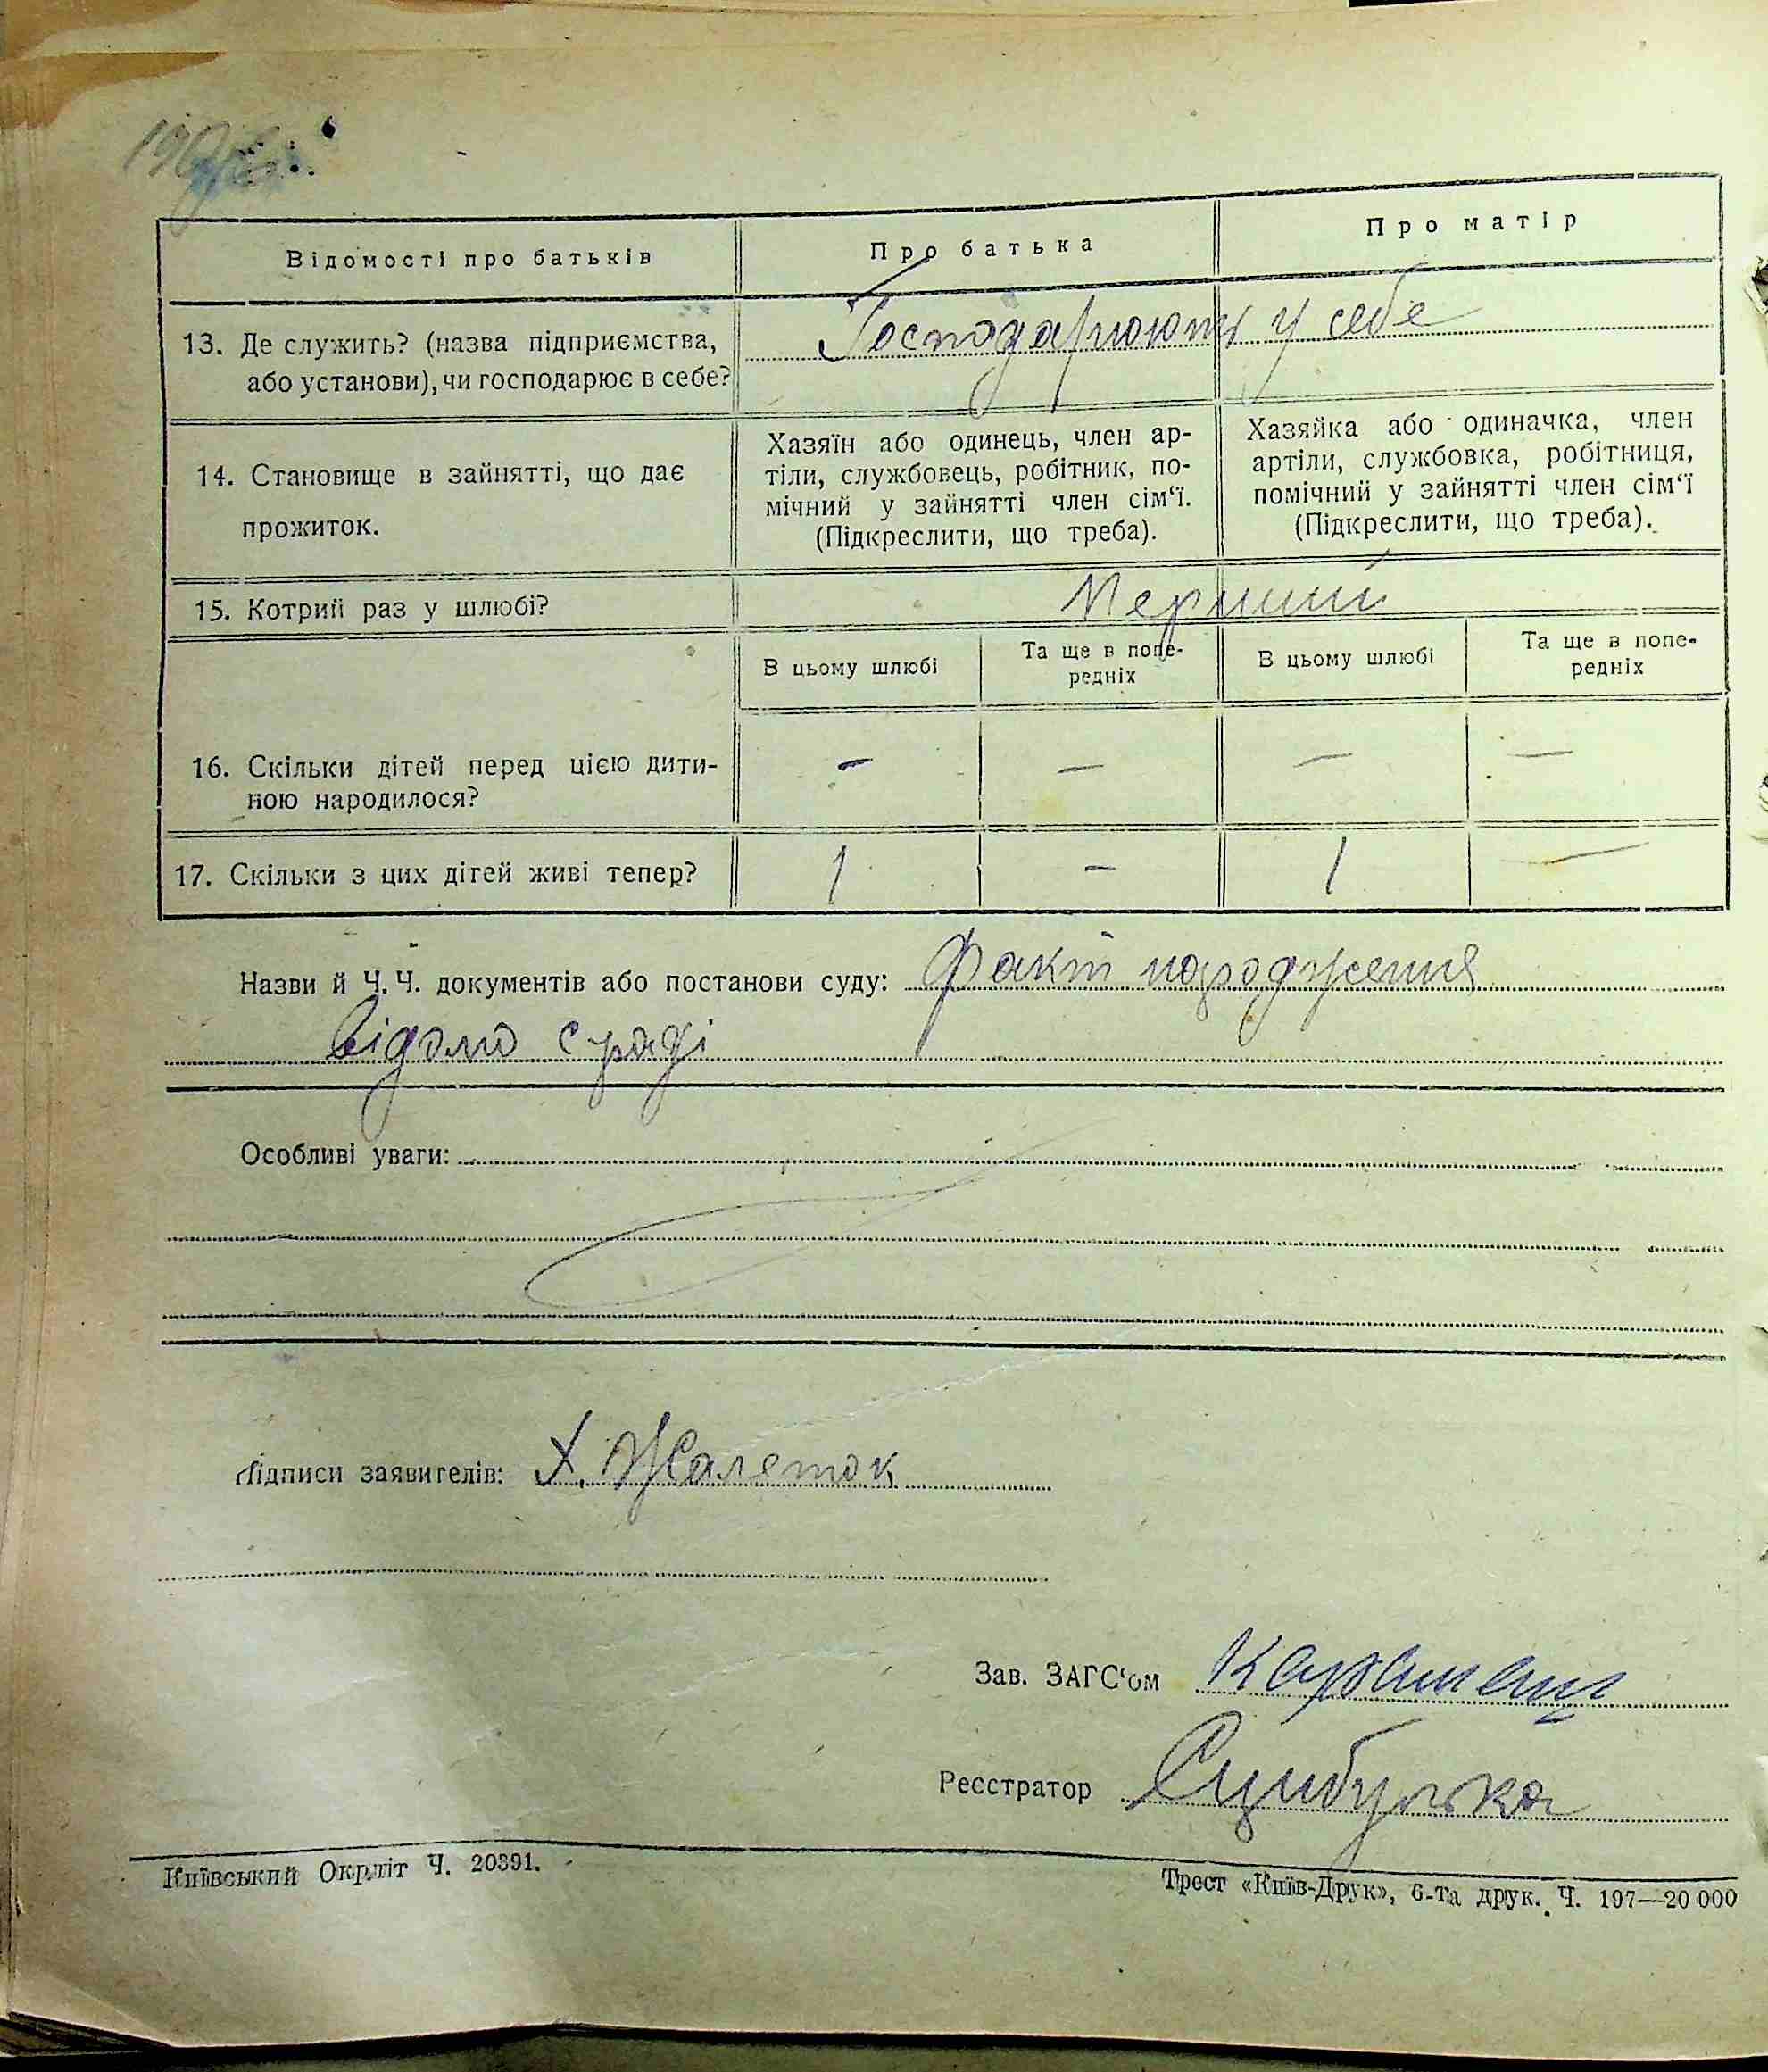 Відомості про батьків
Про батька
Про матір
13. Де служить? (назва підприємства,
або установи), чи господарює в себе?
Господарюють у себе
14. Становище в зайнятті, що дає
прожиток.
Хазяїн або одинець, член ар-
тіли, службовець, робітник, по-
мічний у зайнятті член сім‘ї.
(Підкреслити, що треба).
Хазяйка або одиначка, член
артіли, службовка, робітниця,
помічний у зайнятті член сім‘ї
(Підкреслити, що треба).
15. Котрий раз у шлюбі?
Перший
В цьому шлюбі
Та ще в попе-
редніх
В цьому шлюбі
Та ще в попе-
редніх
16. Скільки дітей перед цією дити-
ною народилося?
— — — —
17. Скільки з цих дітей живі тепер?
1 — 1 —
Назви й Ч. Ч. документів або постанови суду: Факт народження
відомо с/раді
Особливі уваги:
Підписи заявителів: Х. Жалеток
Зав. ЗАГС‘ом
Реєстратор Сцибулька
Київський Окрліт Ч. 20391.
Трест «Київ-Друк», 6-та друк. Ч. 197—20 000